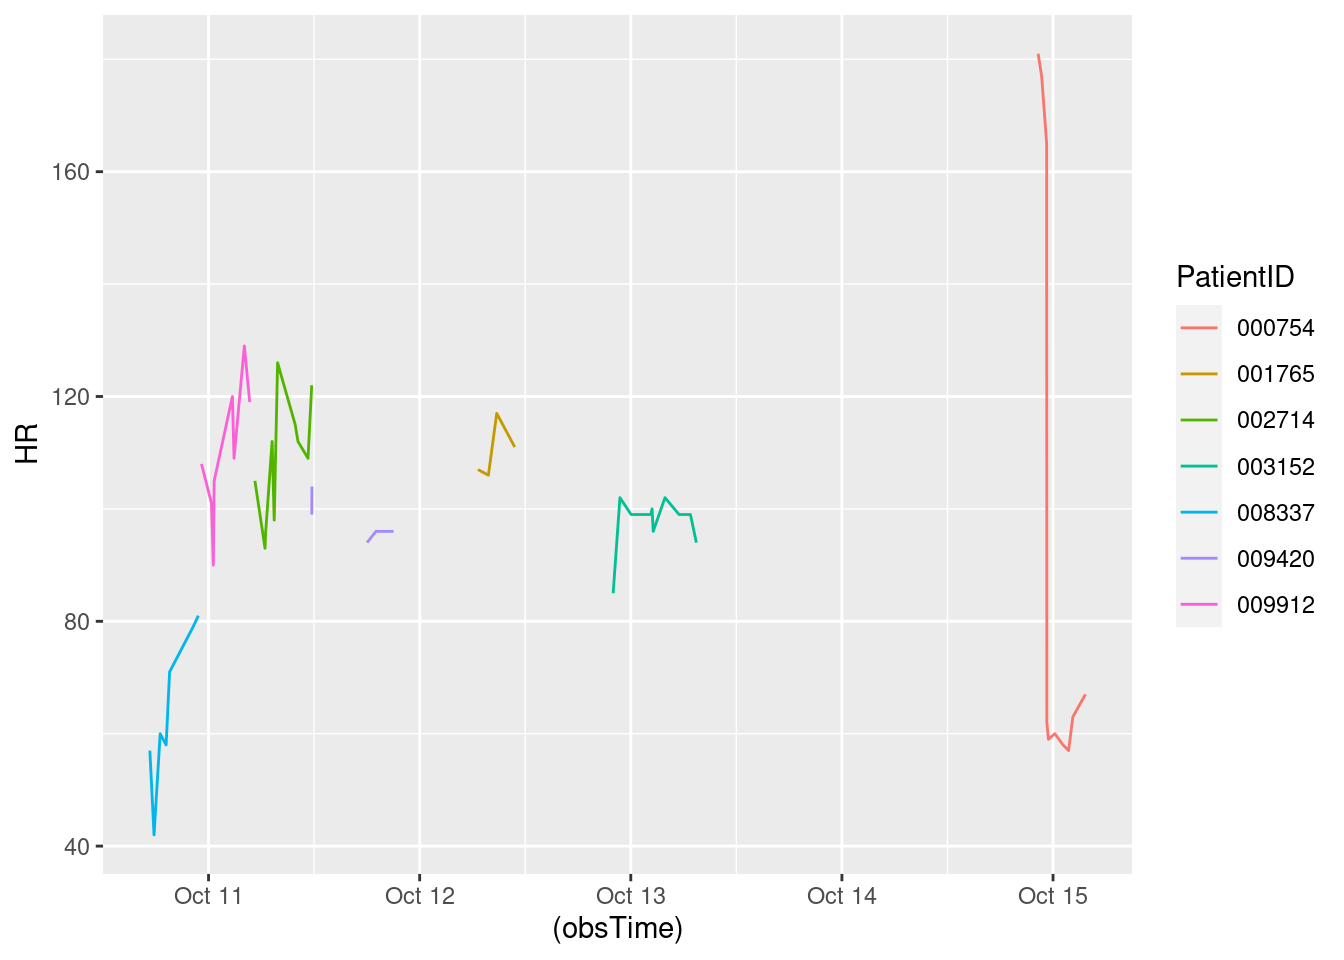 HR
160
120
80
40
Oct 11
Oct 12
Oct 13
Oct 14
Oct 15
(obsTime)
PatientID
000754
001765
002714
003152
008337
009420
009912